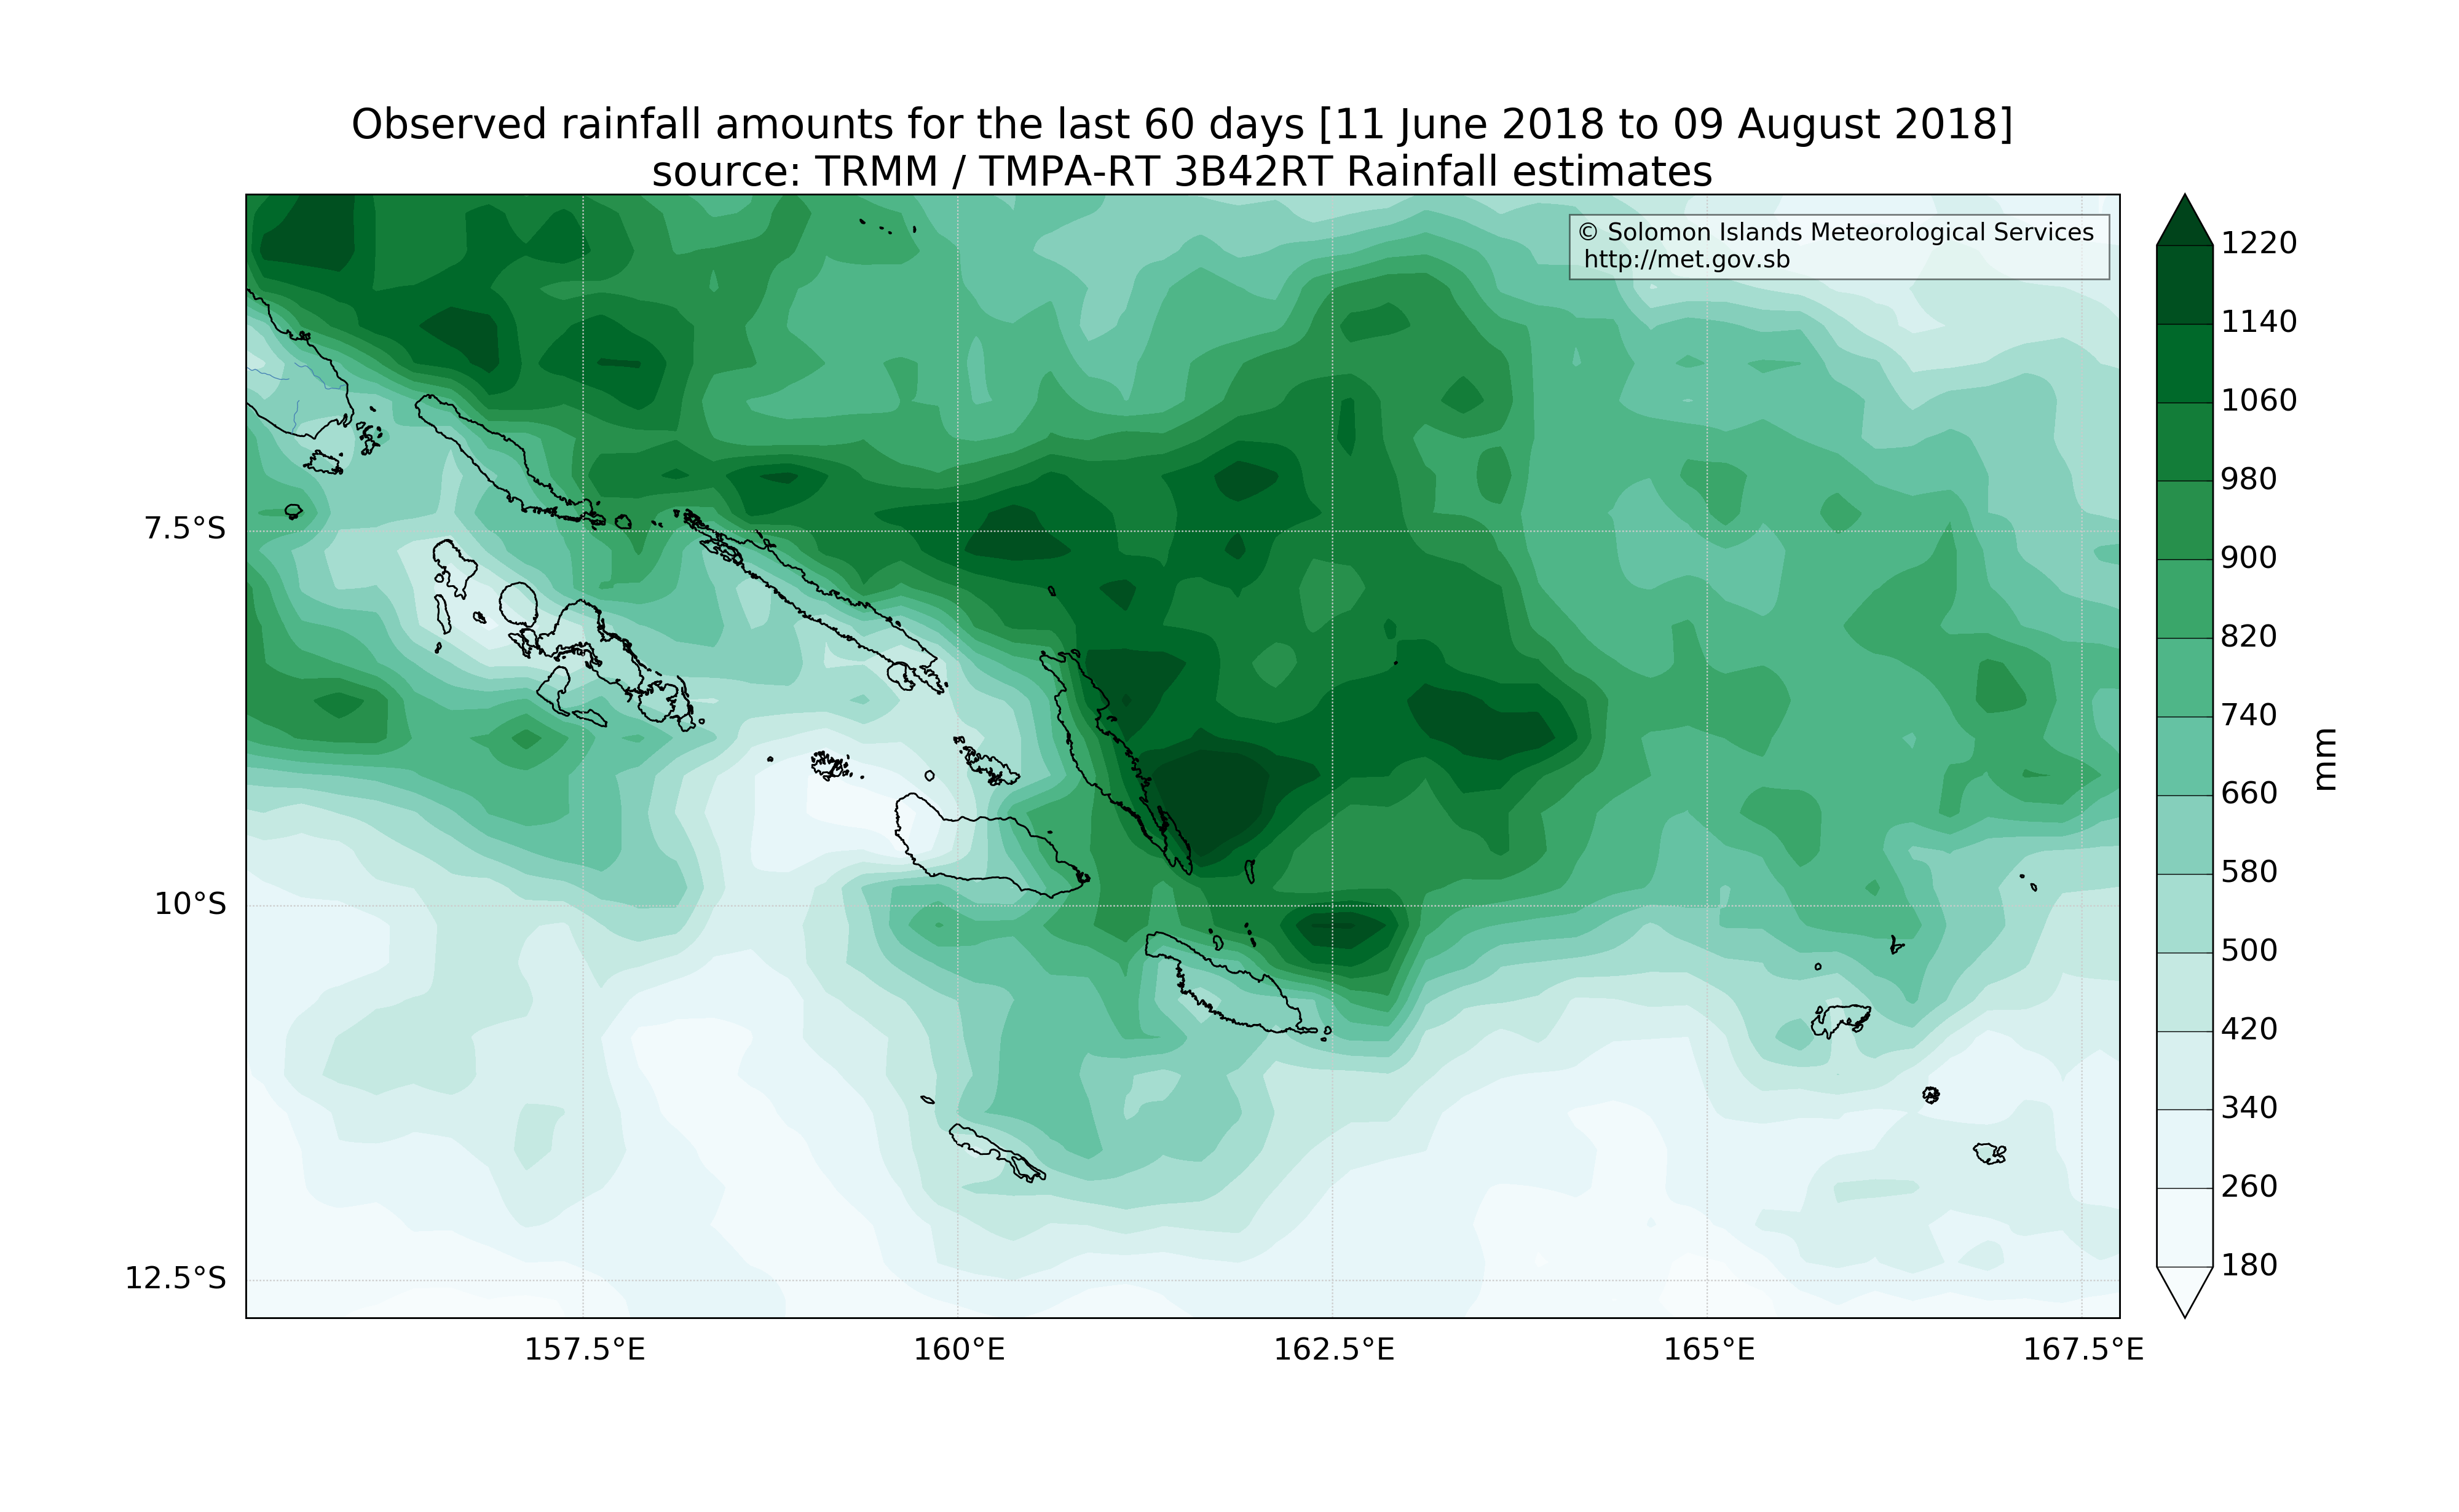 Observed rainfall amounts for the last 60 days [11 June 2018 to 09 August 2018]
source: TRMM / TMPA-RT 3B42RT Rainfall estimates
© Solomon Islands Meteorological Services
http://met.gov.sb
7.5°S
10°S
12.5°S
157.5°E
160°E
162.5°E
165°E
167.5°E
1220
1140
1060
980
900
820
740
660
580
500
420
340
260
180
mm